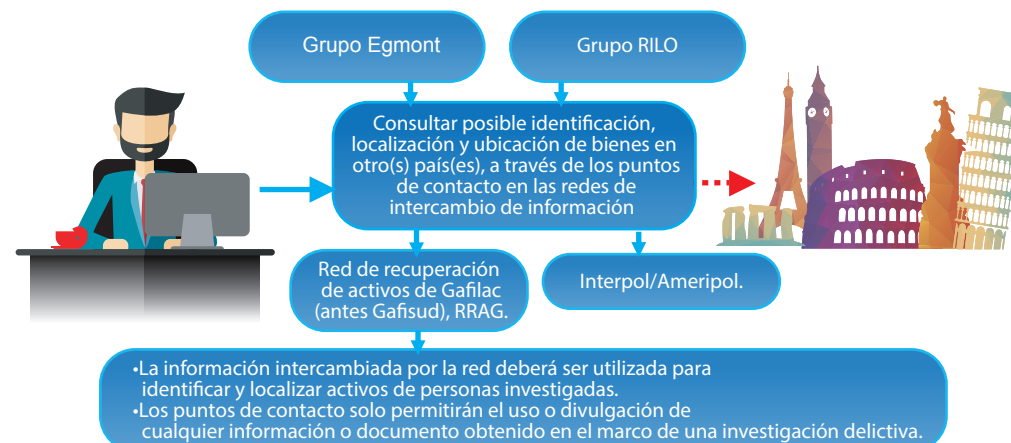 Grupo Egmont
Grupo RILO
Consultar posible identificación,
localización y ubicación de bienes en
otro(s) país(es), a través de los puntos
de contacto en las redes de
intercambio de información
Red de recuperación
de activos de Gafilac
(antes Gafisud), RRAG.
Interpol/Ameripol.
•La información intercambiada por la red deberá ser utilizada para
identificar y localizar activos de personas investigadas.
•Los puntos de contacto solo permitirán el uso o divulgación de
cualquier información o documento obtenido en el marco de una investigación delictiva.